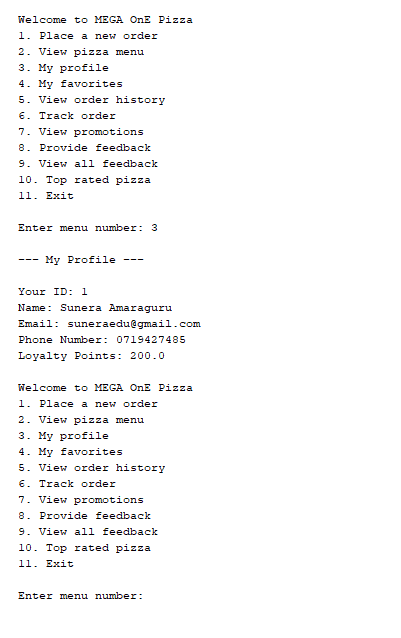 Welcome to MEGA OnE Pizza
1. Place a new order
2. View pizza menu
3. My profile
4. My favorites
5. View order history
6. Track order
7. View promotions
8. Provide feedback
9. View all feedback
10. Top rated pizza
11. Exit
Enter menu number: 3
--- My Profile ---
Your ID: 1
Name: Sunera Amaraguru
Email: suneraedu@gmail.com
Phone Number: 0719427485
Loyalty Points: 200.0
Welcome to MEGA OnE Pizza
1. Place a new order
2. View pizza menu
3. My profile
4. My favorites
5. View order history
6. Track order
7. View promotions
8. Provide feedback
9. View all feedback
10. Top rated pizza
11. Exit
Enter menu number: